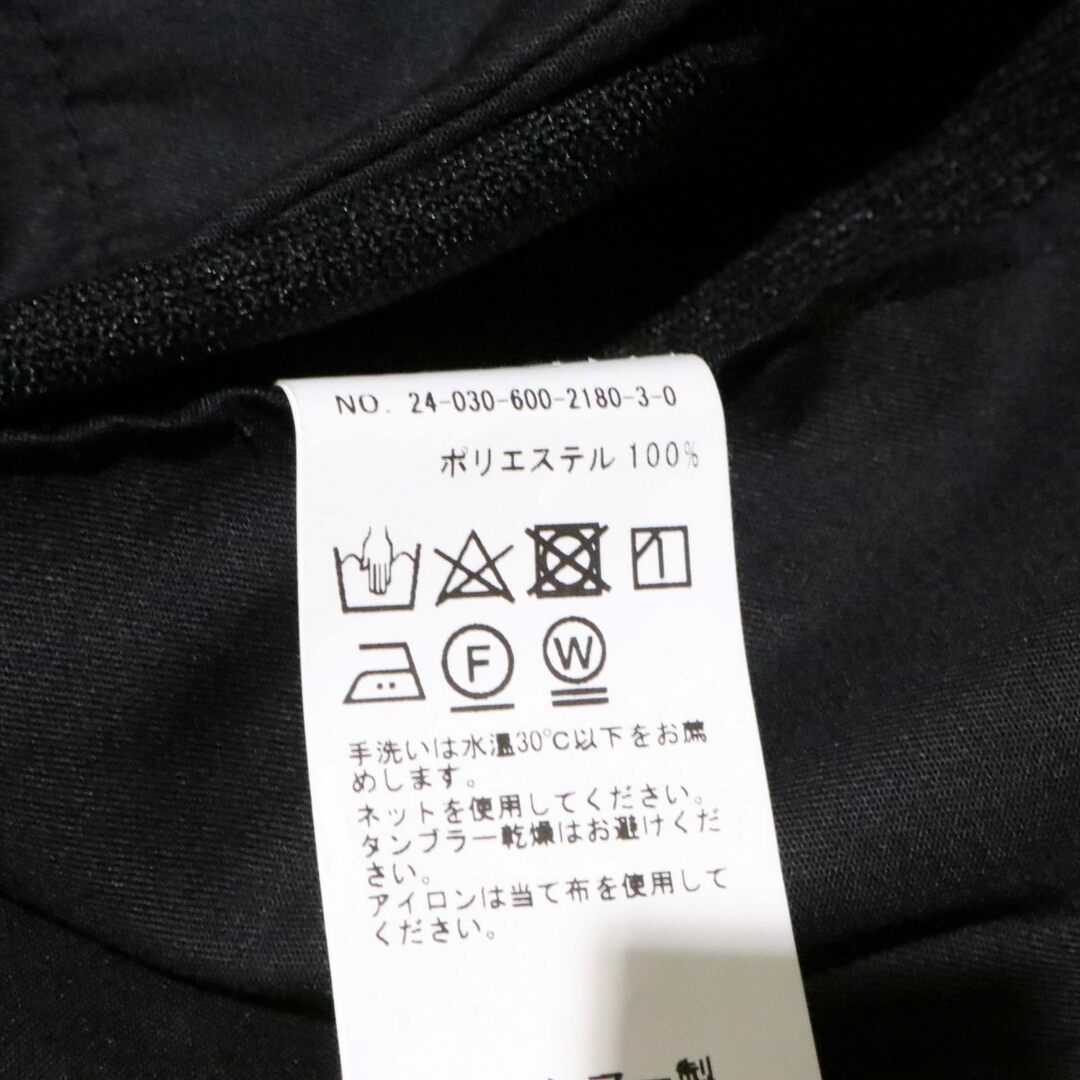 NO. 24-030-600-2180-3-0
ポリエステル 100%
F W
手洗いは水温30℃以下をお薦
めします。
ネットを使用してください。
タンブラー乾燥はお避けくだ
さい。
アイロンは当て布を使用して
ください。